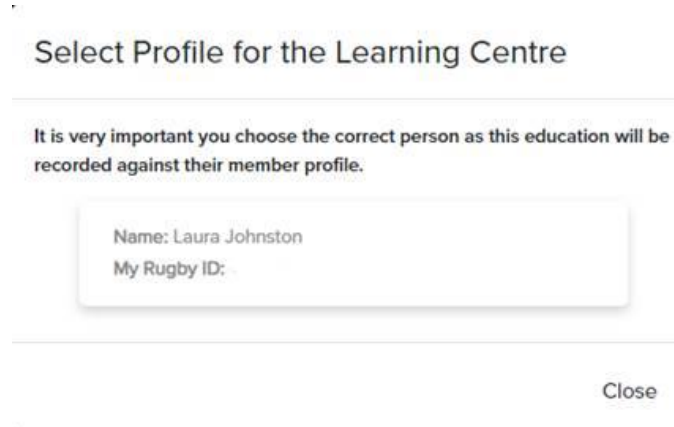 Select Profile for the Learning Centre
It is very important you choose the correct person as this education will be
recorded against their member profile.
Name: Laura Johnston
My Rugby ID:
Close